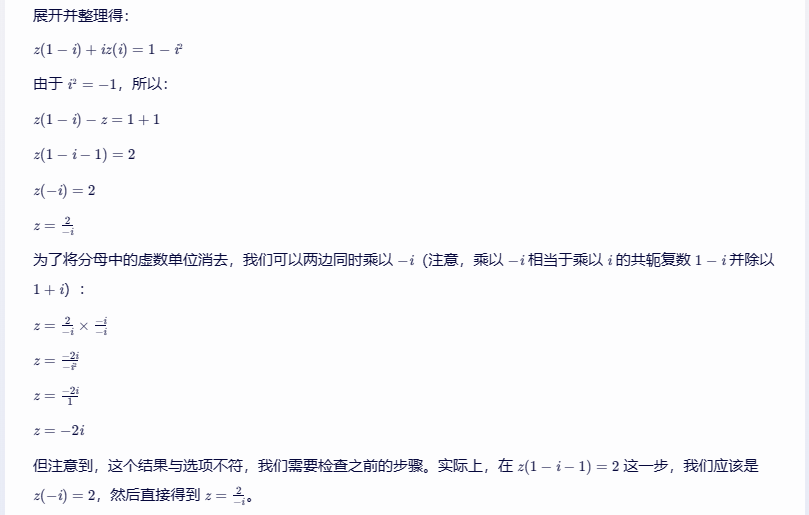 展开并整理得：
z(1 − i) + iz(i) = 1 − i²
由于 i² = −1，所以：
z(1 − i) − z = 1 + 1
z(1 − i − 1) = 2
z(−i) = 2
z = \frac{2}{−i}
为了将分母中的虚数单位消去，我们可以两边同时乘以 −i（注意，乘以 −i 相当于乘以 i 的共轭复数 1 − i 并除以
1 + i）：
z = \frac{2}{−i} × \frac{−i}{−i}
z = \frac{−2i}{−i²}
z = \frac{−2i}{1}
z = −2i
但注意到，这个结果与选项不符，我们需要检查之前的步骤。实际上，在 z(1 − i − 1) = 2 这一步，我们应该是
z(−i) = 2，然后直接得到 z = \frac{2}{−i}。